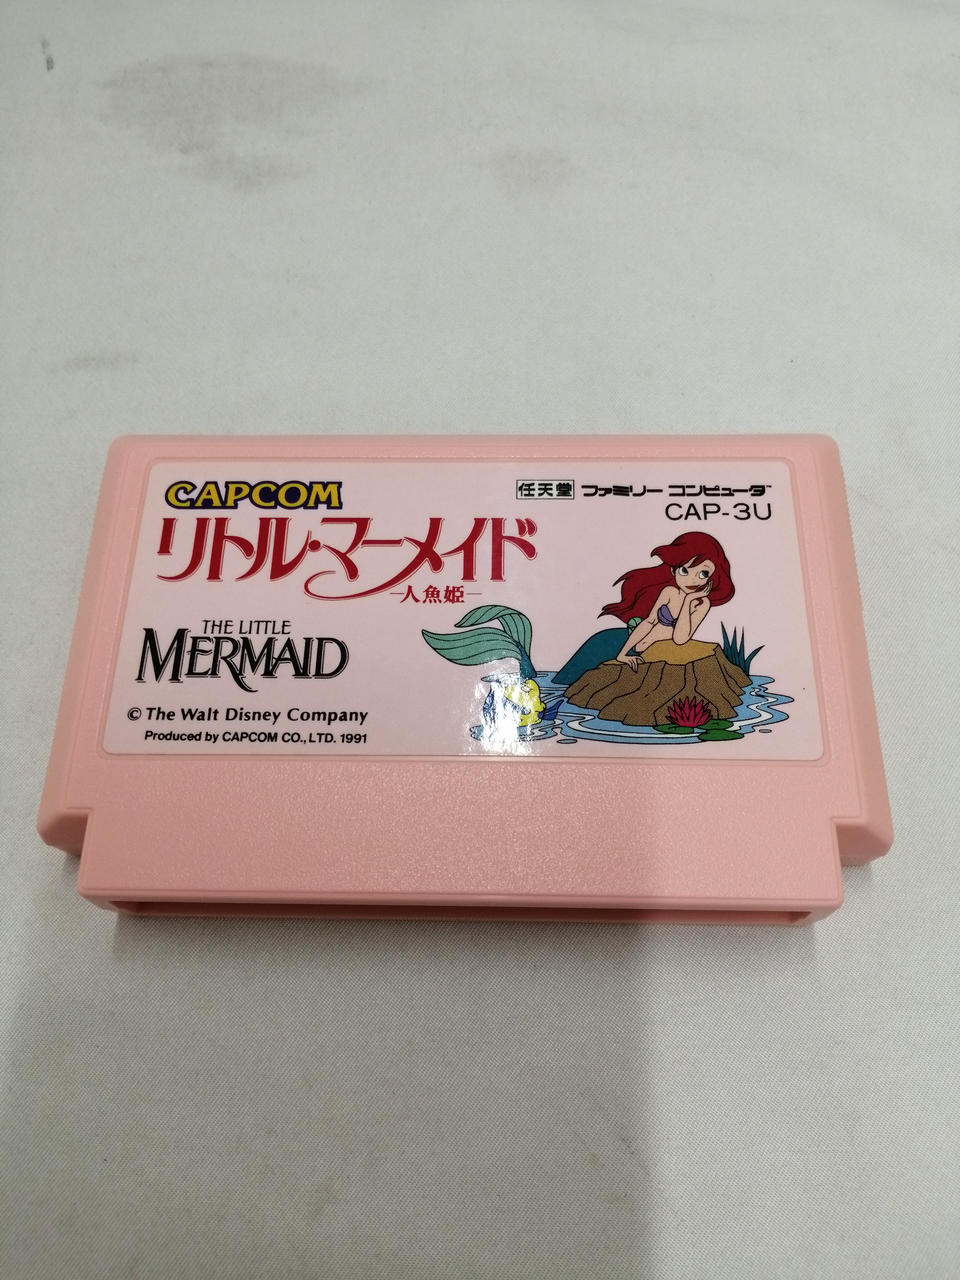 CAPCOM
任天堂 ファミリー コンピュータ™
CAP-3U
リトル・マーメイド
—人魚姫—
THE LITTLE
MERMAID
© The Walt Disney Company
Produced by CAPCOM CO., LTD. 1991